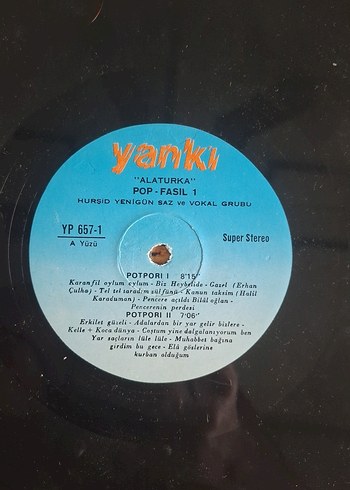 yankı
"ALATURKA"
POP - FASIL 1
HURŞİD YENİGÜN SAZ ve VOKAL GRUBU
YP 657-1
A Yüzü
Super Stereo
POTPORI I 8'15"
Karanfil oylum oylum - Biz Heybelide - Gazel (Erhan
Çulhaj - Tel tel taradım zülfünü - Kanun taksim (Halil
Karaduman) - Pencere açıldı Bilâl oğlan -
Pencerenin perdesi
POTPORI II 7'06"
Erkilet güzeli - Adalardan bir yar gelir bizlere -
Kelle + Koca dünya - Coştum yine dalgalanıyorum ben
Yar saçların lüle lüle - Muhabbet bağına
girdim bu gece - Elâ gözlerine
kurban olduğum